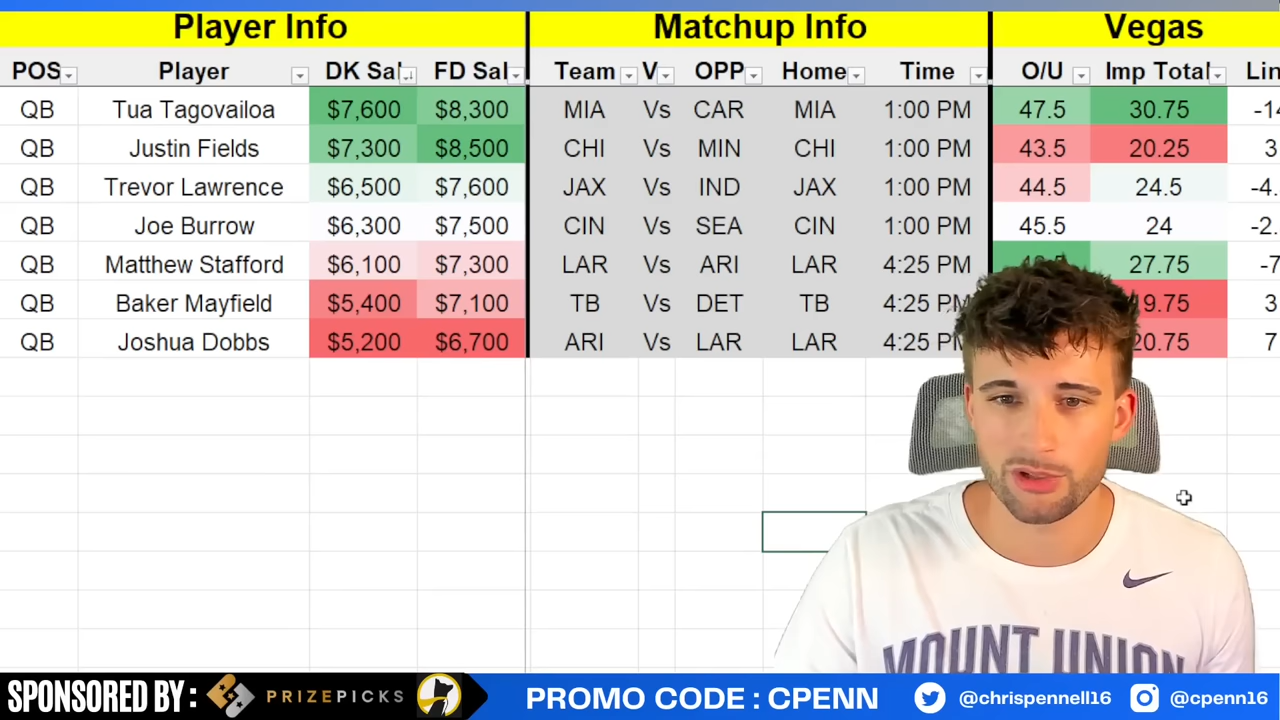 Player Info Matchup Info Vegas
POS Player DK Sal FD Sal Team V OPP Home Time O/U Imp Total Lin
QB Tua Tagovailoa $7,600 $8,300 MIA Vs CAR MIA 1:00 PM 47.5 30.75 -14
QB Justin Fields $7,300 $8,500 CHI Vs MIN CHI 1:00 PM 43.5 20.25 3
QB Trevor Lawrence $6,500 $7,600 JAX Vs IND JAX 1:00 PM 44.5 24.5 -4.
QB Joe Burrow $6,300 $7,500 CIN Vs SEA CIN 1:00 PM 45.5 24 -2.
QB Matthew Stafford $6,100 $7,300 LAR Vs ARI LAR 4:25 PM 27.75 -7
QB Baker Mayfield $5,400 $7,100 TB Vs DET TB 4:25 PM 19.75 3
QB Joshua Dobbs $5,200 $6,700 ARI Vs LAR LAR 4:25 PM 20.75 7
MOUNT UNION
SPONSORED BY : PRIZEPICKS PROMO CODE : CPENN @chrispennell16 @cpenn16